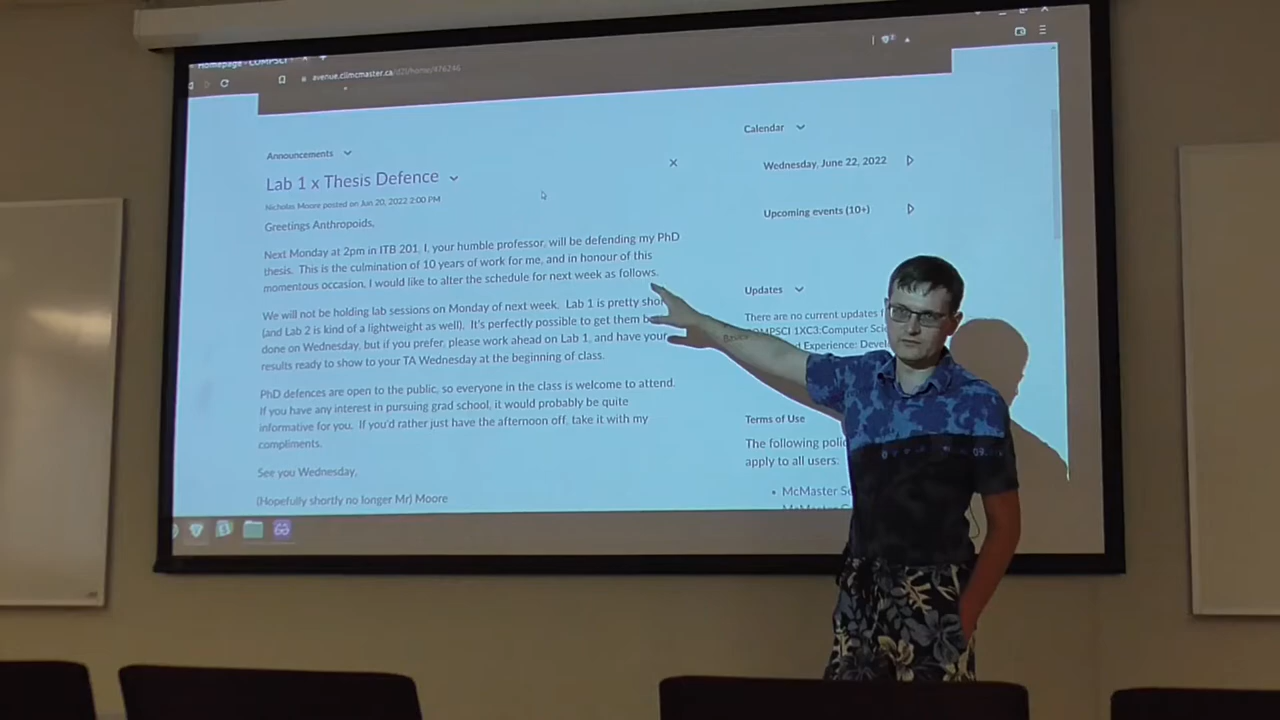 Homepage - COMPSCI
avenue.cllmcmaster.ca/d2l/home/476246
Announcements
Lab 1 x Thesis Defence
Nicholas Moore posted on Jun 20, 2022 2:00 PM
Greetings Anthropoids,
Next Monday at 2pm in ITB 201, I, your humble professor, will be defending my PhD
thesis. This is the culmination of 10 years of work for me, and in honour of this
momentous occasion, I would like to alter the schedule for next week as follows.
We will not be holding lab sessions on Monday of next week. Lab 1 is pretty shor
(and Lab 2 is kind of a lightweight as well). It's perfectly possible to get them b
done on Wednesday, but if you prefer, please work ahead on Lab 1, and have your
results ready to show to your TA Wednesday at the beginning of class.
PhD defences are open to the public, so everyone in the class is welcome to attend.
If you have any interest in pursuing grad school, it would probably be quite
informative for you. If you'd rather just have the afternoon off, take it with my
compliments.
See you Wednesday,
(Hopefully shortly no longer Mr) Moore
Calendar
Wednesday, June 22, 2022
Upcoming events (10+)
Updates
There are no current updates f
COMPSCI 1XC3:Computer Scie
Experience: Devel
Terms of Use
The following polic
apply to all users:
• McMaster Se